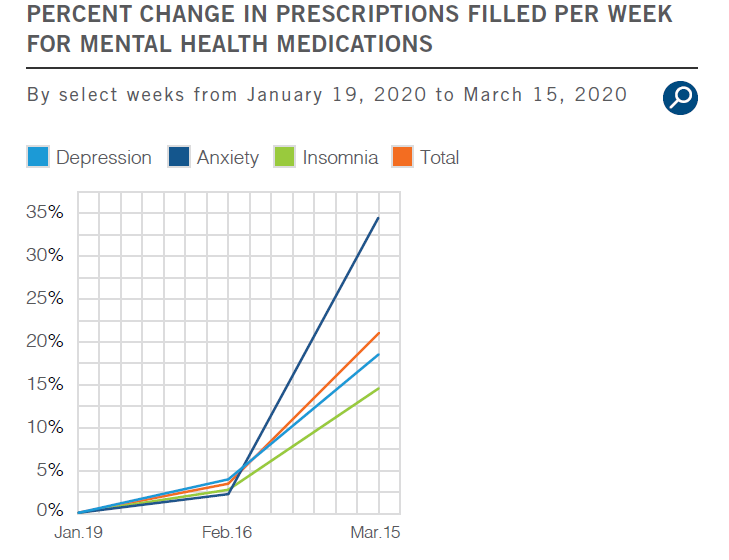 PERCENT CHANGE IN PRESCRIPTIONS FILLED PER WEEK
FOR MENTAL HEALTH MEDICATIONS
By select weeks from January 19, 2020 to March 15, 2020
Depression Anxiety Insomnia Total
35%
30%
25%
20%
15%
10%
5%
0%
Jan.19 Feb.16 Mar.15